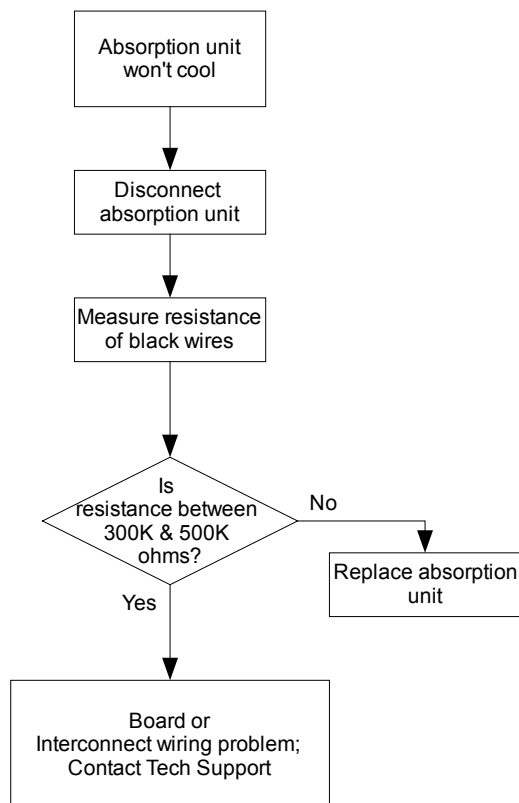 Absorption unit
won't cool
Disconnect
absorption unit
Measure resistance
of black wires
Is
resistance between
300K & 500K
ohms?
No
Replace absorption
unit
Yes
Board or
Interconnect wiring problem;
Contact Tech Support